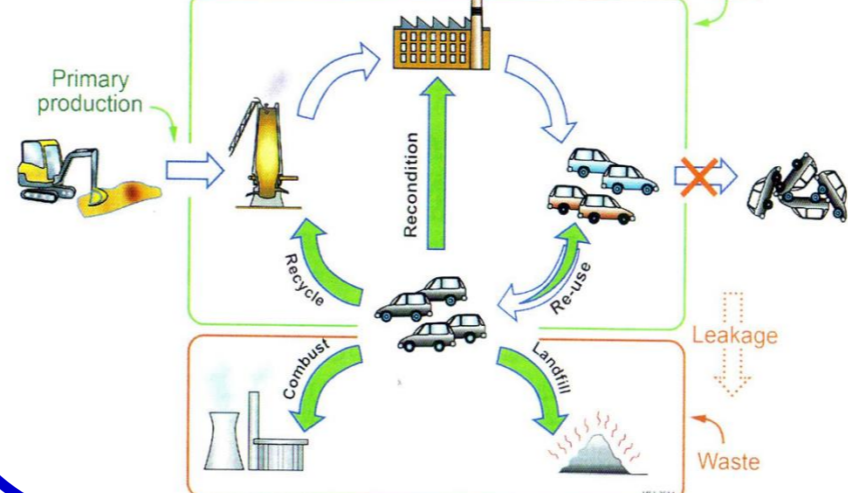 Primary
production
Recondition
Recycle
Re-use
Leakage
Combust
Landfill
Waste